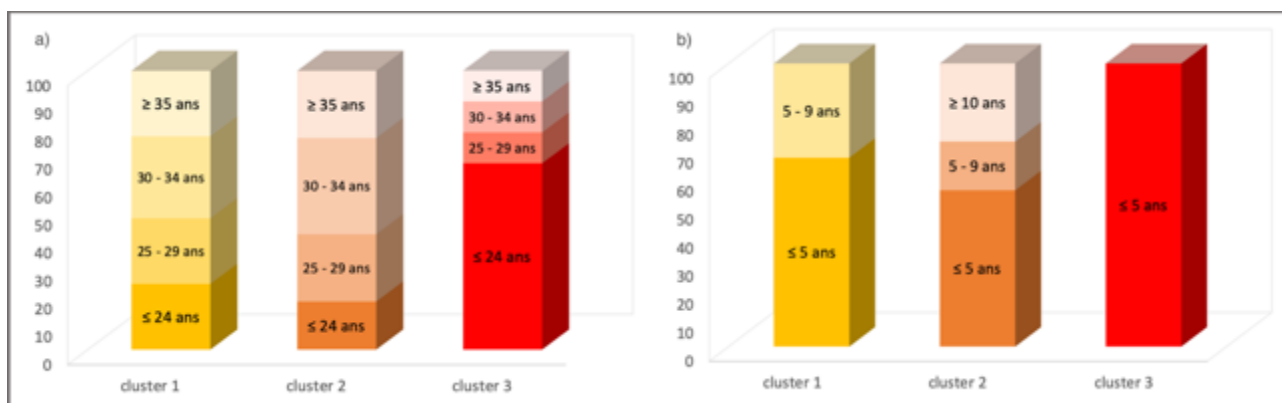 a)
100
90
80
70
60
50
40
30
20
10
0
≥ 35 ans
30 - 34 ans
25 - 29 ans
≤ 24 ans
≥ 35 ans
30 - 34 ans
25 - 29 ans
≤ 24 ans
≥ 35 ans
30 - 34 ans
25 - 29 ans
≤ 24 ans
cluster 1
cluster 2
cluster 3
b)
100
90
80
70
60
50
40
30
20
10
0
5 - 9 ans
≤ 5 ans
≥ 10 ans
5 - 9 ans
≤ 5 ans
≤ 5 ans
cluster 1
cluster 2
cluster 3